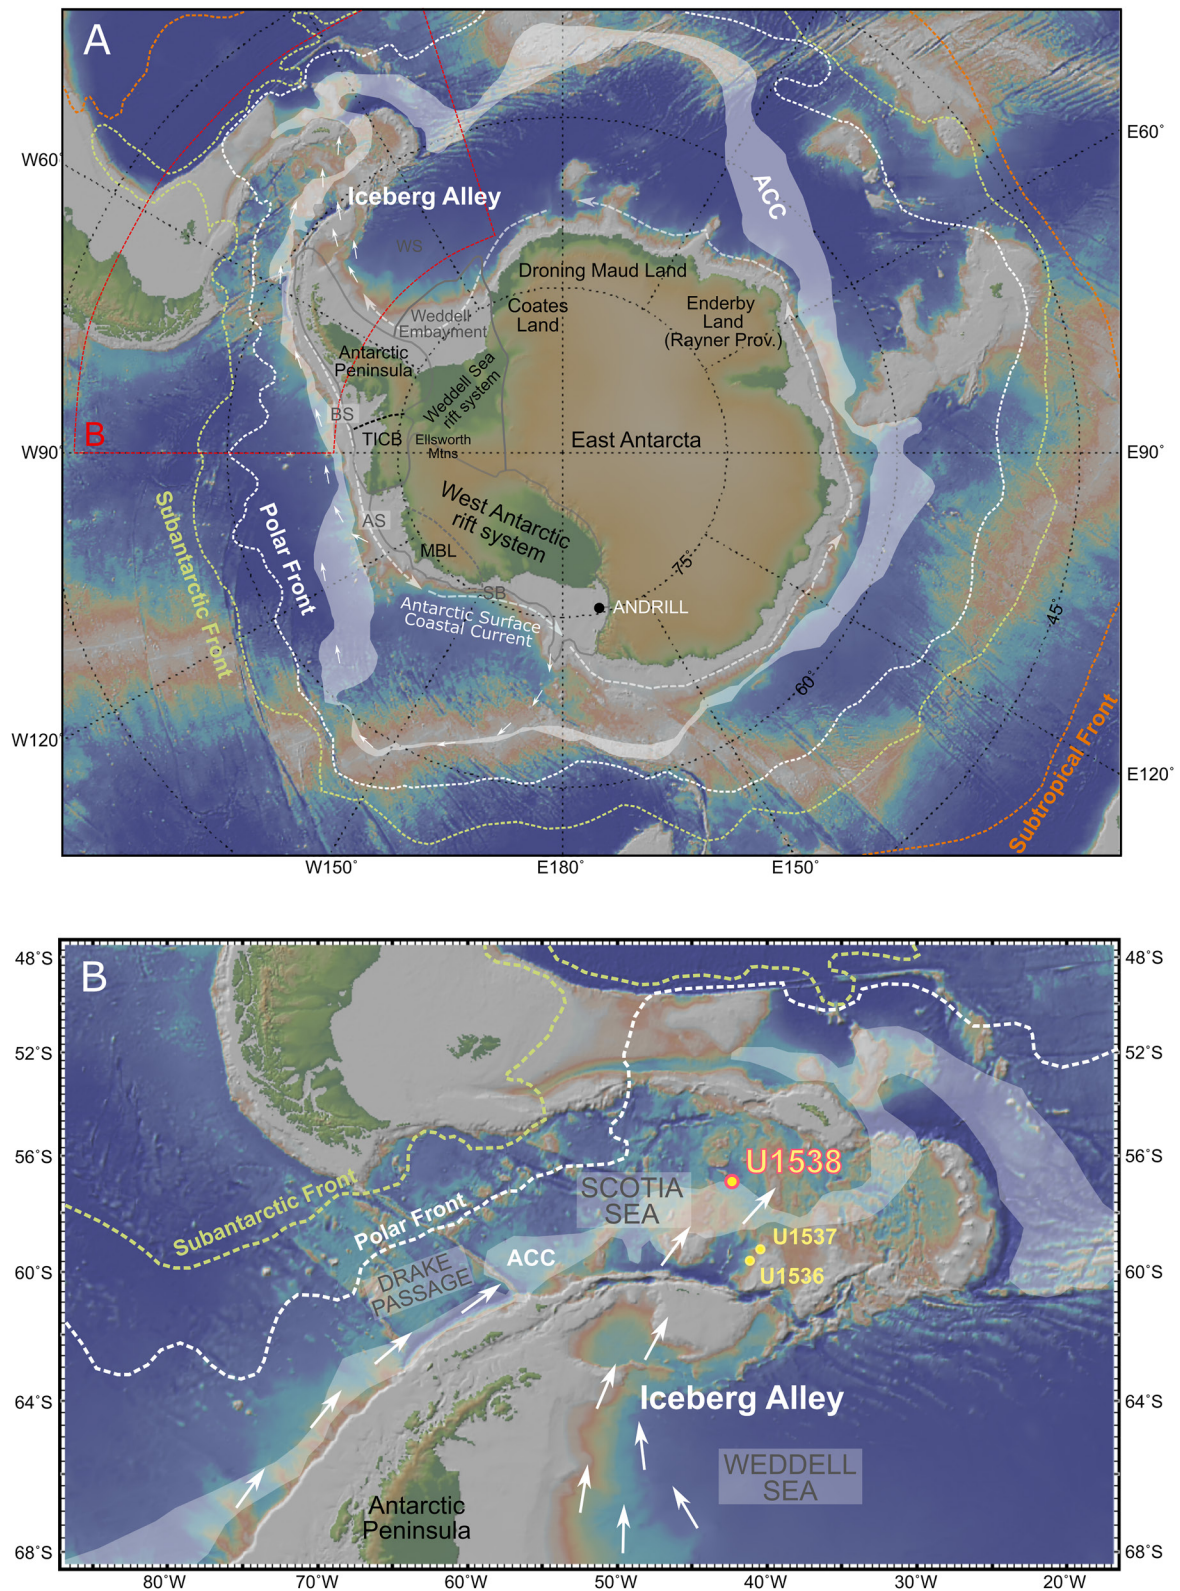 A
W60°
E60°
Iceberg Alley
ACC
WS
Droning Maud Land
Coates
Land
Enderby
Land
(Rayner Prov.)
Weddell
Embayment
Antarctic
Peninsula
Weddell Sea
rift system
BS
B
TICB
Ellsworth
Mtns
East Antarcta
W90°
E90°
Subantarctic Front
Polar Front
AS
West Antarctic
rift system
MBL
SB
75°
ANDRILL
Antarctic Surface
Coastal Current
45°
60°
W120°
E120°
Subtropical Front
W150°
E180°
E150°
B
48°S
48°S
52°S
52°S
56°S
56°S
U1538
SCOTIA
SEA
Subantarctic Front
Polar Front
U1537
ACC
60°S
60°S
DRAKE
PASSAGE
U1536
64°S
64°S
Iceberg Alley
WEDDELL
SEA
Antarctic
Peninsula
68°S
68°S
80°W
70°W
60°W
50°W
40°W
30°W
20°W